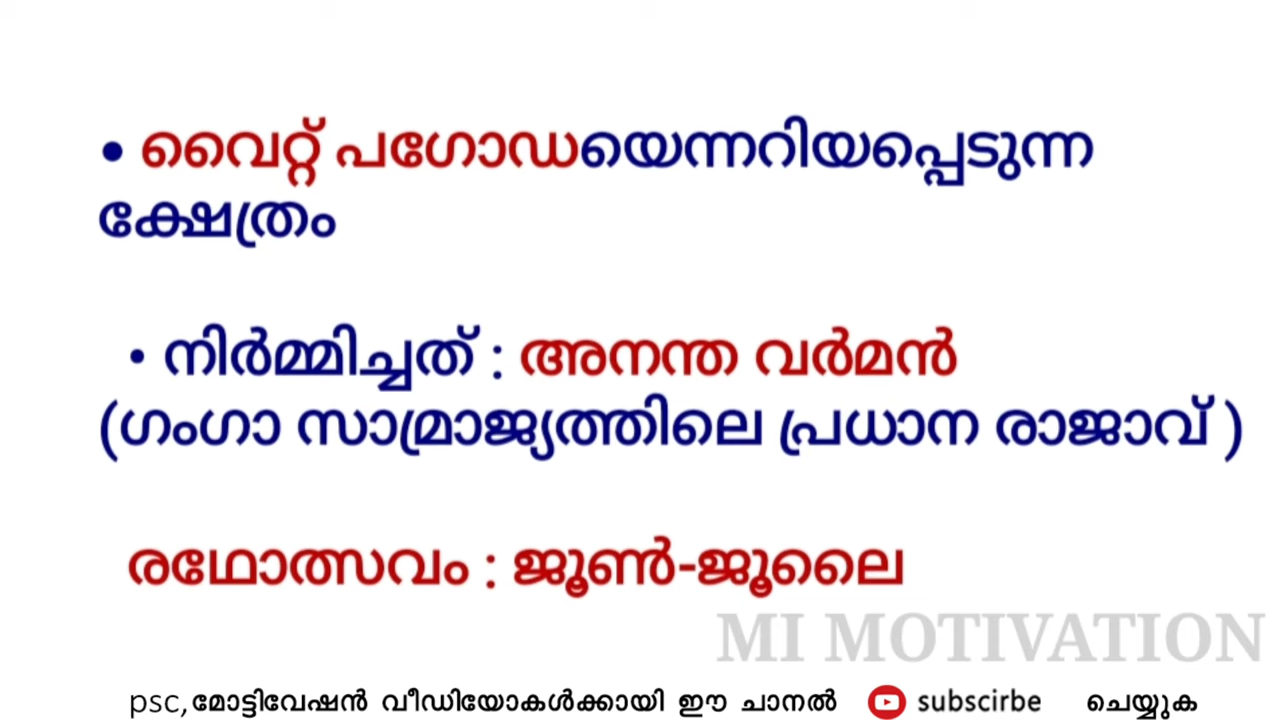 • വൈറ്റ് പഗോഡയെന്നറിയപ്പെടുന്ന
ക്ഷേത്രം
• നിർമ്മിച്ചത് : അനന്ത വർമൻ
(ഗംഗാ സാമ്രാജ്യത്തിലെ പ്രധാന രാജാവ് )
രഥോത്സവം : ജൂൺ-ജൂലൈ
MI MOTIVATION
psc,മോട്ടിവേഷൻ വീഡിയോകൾക്കായി ഈ ചാനൽ subscirbe ചെയ്യുക